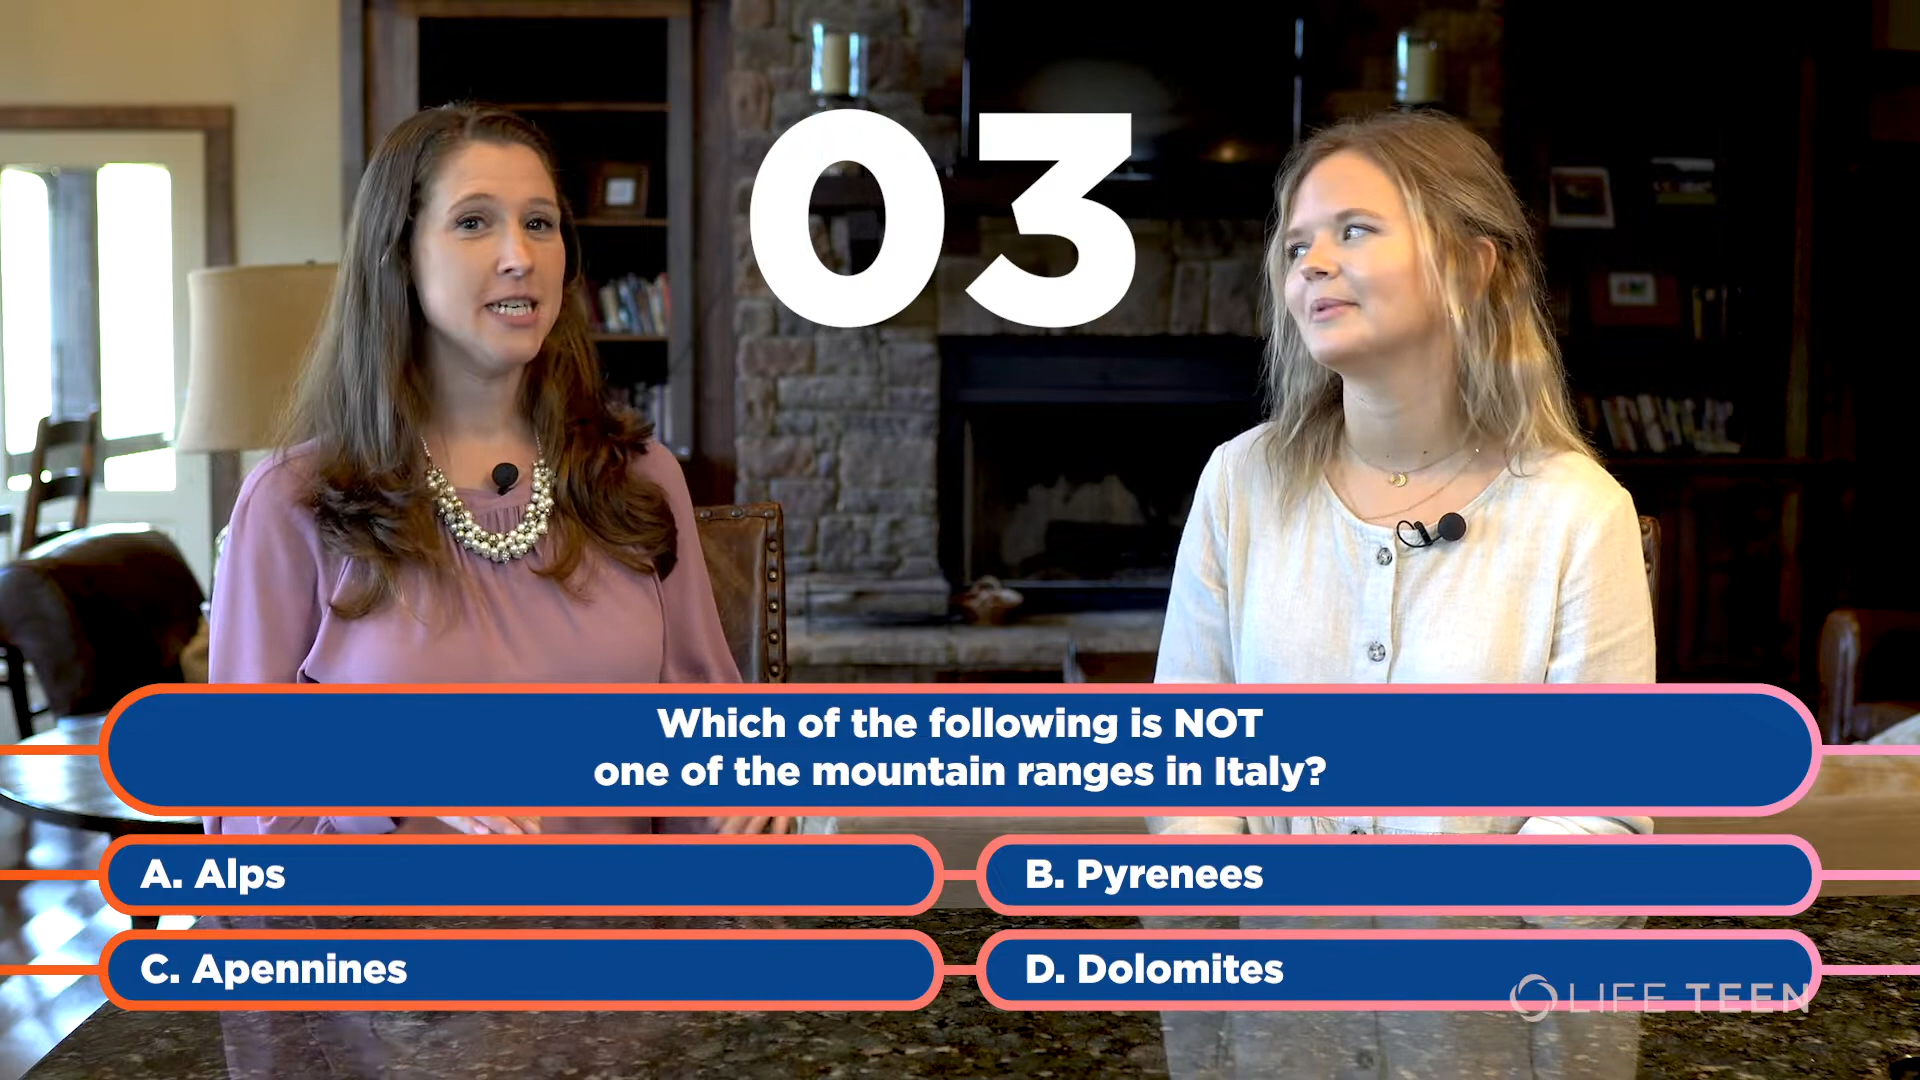 03
Which of the following is NOT
one of the mountain ranges in Italy?
A. Alps
B. Pyrenees
C. Apennines
D. Dolomites
LIFE TEEN